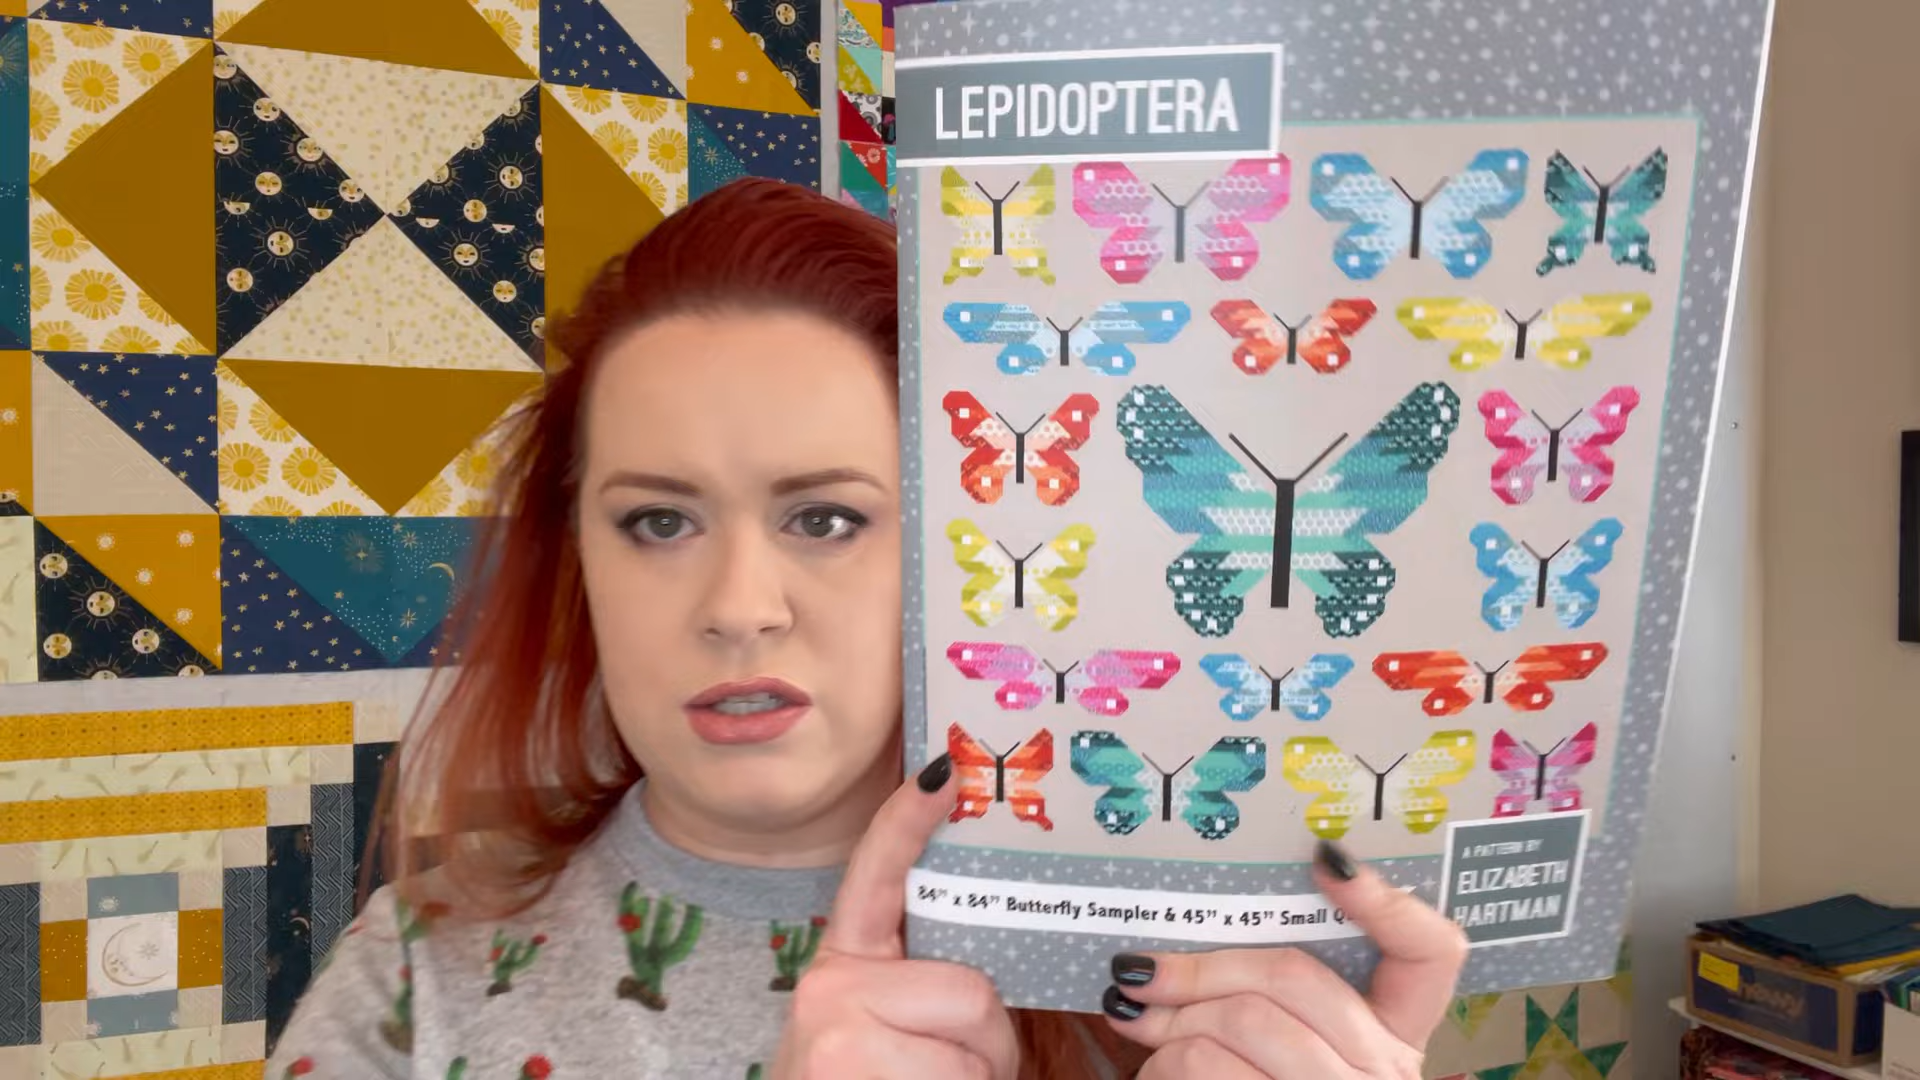 LEPIDOPTERA
A PATTERN BY
ELIZABETH
HARTMAN
84" x 84" Butterfly Sampler & 45" x 45" Small